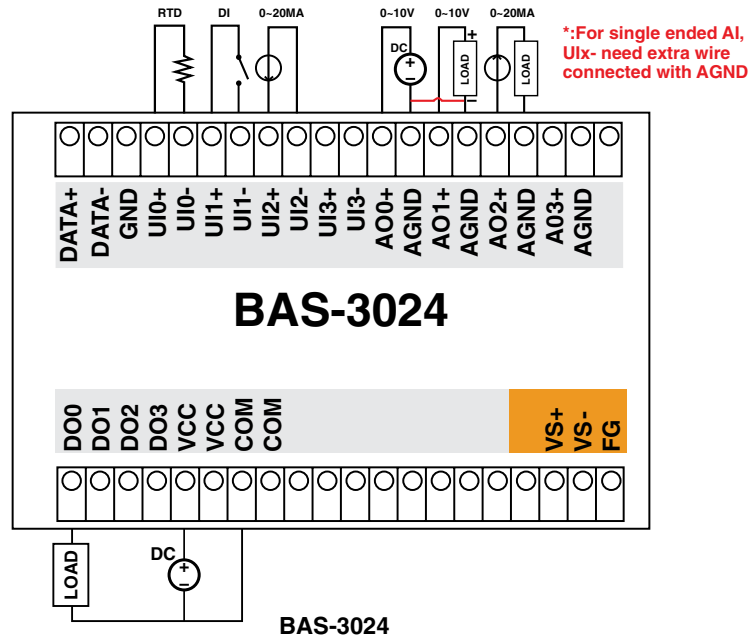 RTD DI 0~20MA 0~10V 0~10V 0~20MA
*:For single ended AI,
UIx- need extra wire
connected with AGND
DC
+
−
LOAD
+
−
LOAD
DATA+
DATA-
GND
UI0+
UI0-
UI1+
UI1-
UI2+
UI2-
UI3+
UI3-
AO0+
AGND
AO1+
AGND
AO2+
AGND
A03+
AGND
BAS-3024
DO0
DO1
DO2
DO3
VCC
VCC
COM
COM
VS+
VS-
FG
LOAD
DC
+
−
BAS-3024